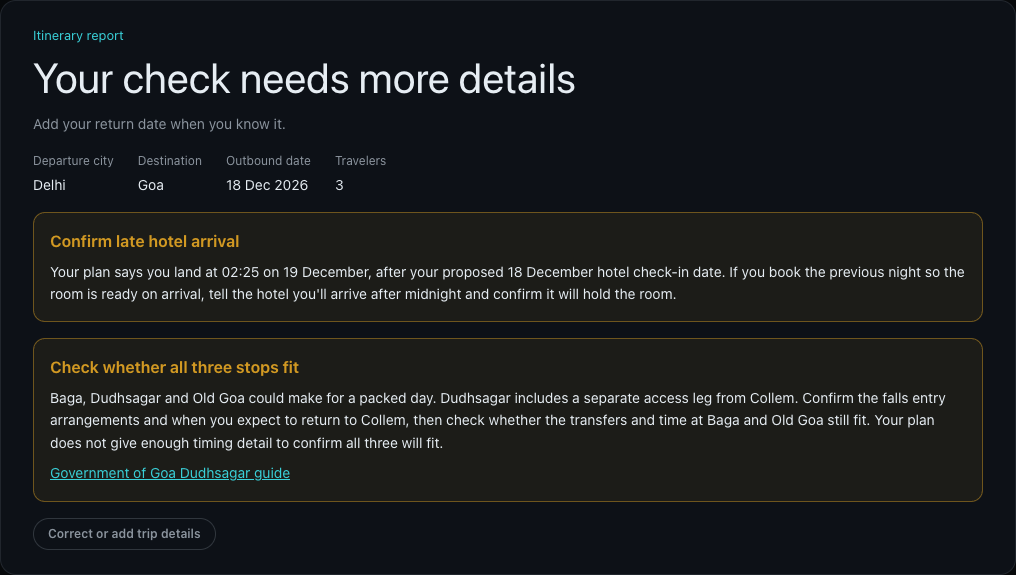 Itinerary report
Your check needs more details
Add your return date when you know it.
Departure city Destination Outbound date Travelers
Delhi Goa 18 Dec 2026 3
Confirm late hotel arrival
Your plan says you land at 02:25 on 19 December, after your proposed 18 December hotel check-in date. If you book the previous night so the
room is ready on arrival, tell the hotel you'll arrive after midnight and confirm it will hold the room.
Check whether all three stops fit
Baga, Dudhsagar and Old Goa could make for a packed day. Dudhsagar includes a separate access leg from Collem. Confirm the falls entry
arrangements and when you expect to return to Collem, then check whether the transfers and time at Baga and Old Goa still fit. Your plan
does not give enough timing detail to confirm all three will fit.
Government of Goa Dudhsagar guide
Correct or add trip details